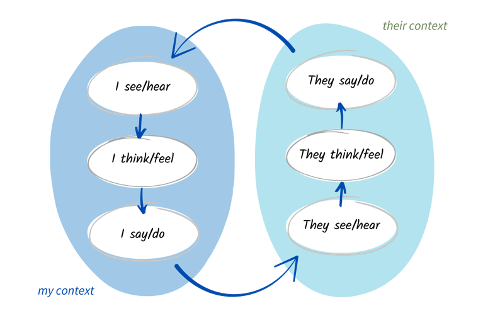 their context
I see/hear
I think/feel
I say/do
my context
They say/do
They think/feel
They see/hear